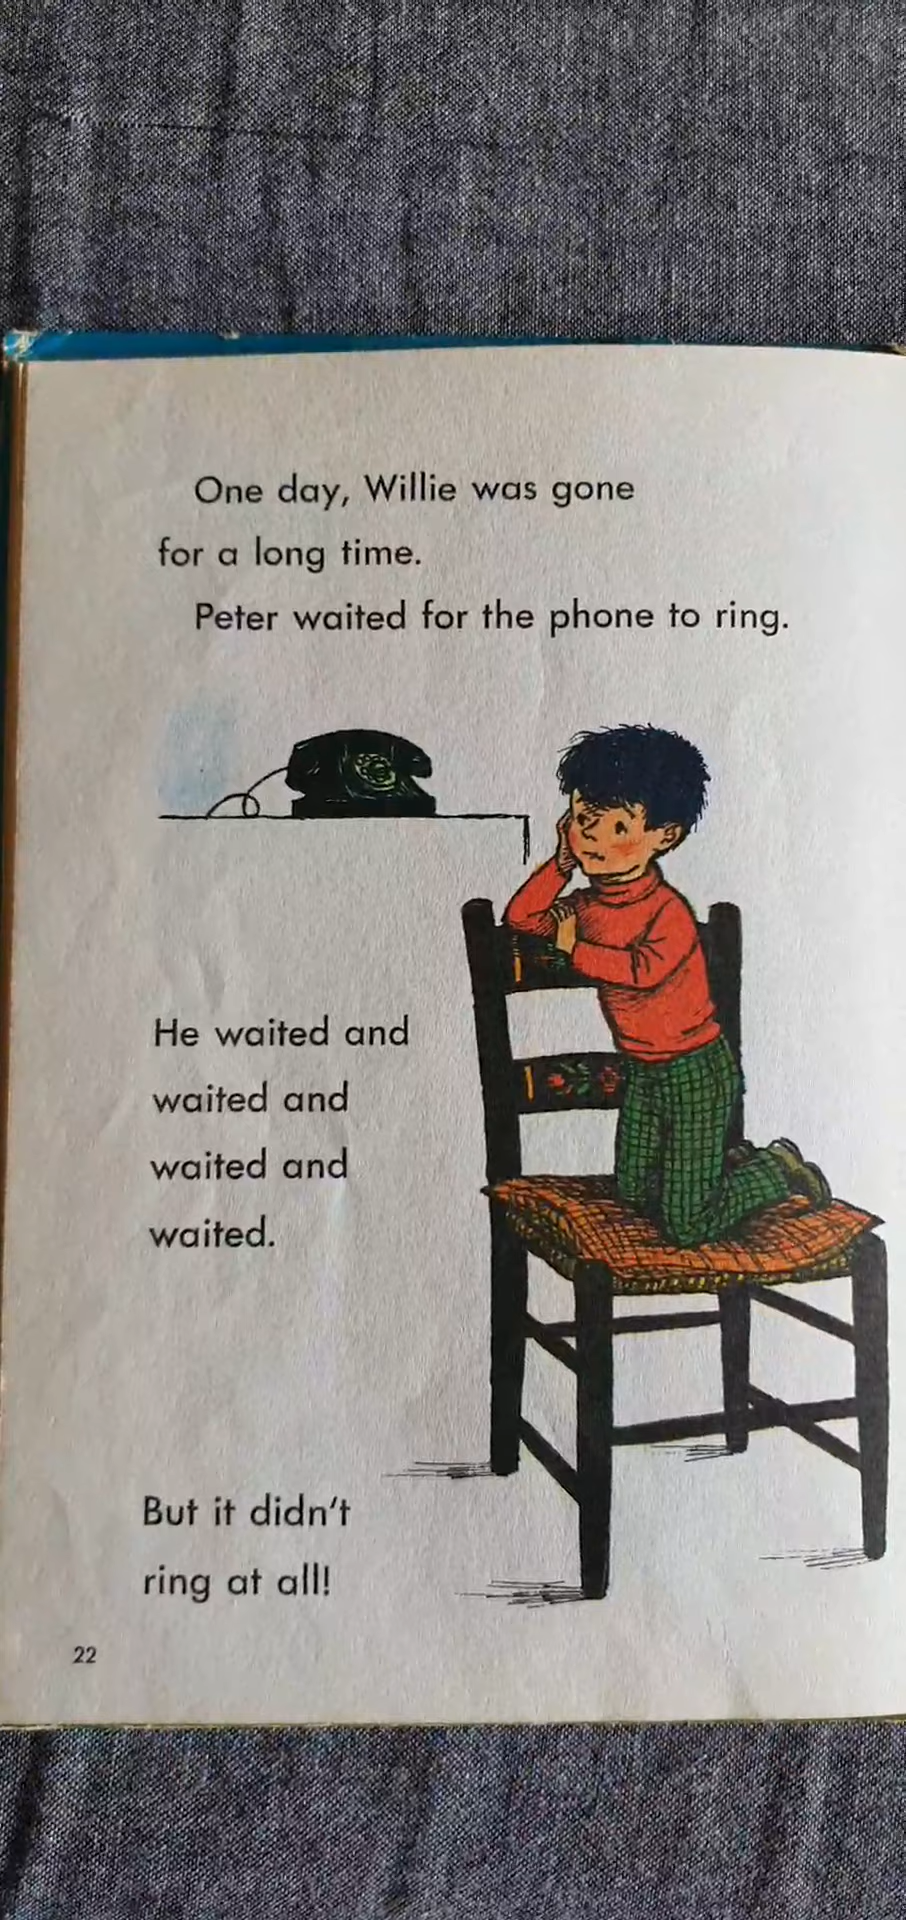 One day, Willie was gone
for a long time.
Peter waited for the phone to ring.
He waited and
waited and
waited and
waited.
But it didn't
ring at all!
22